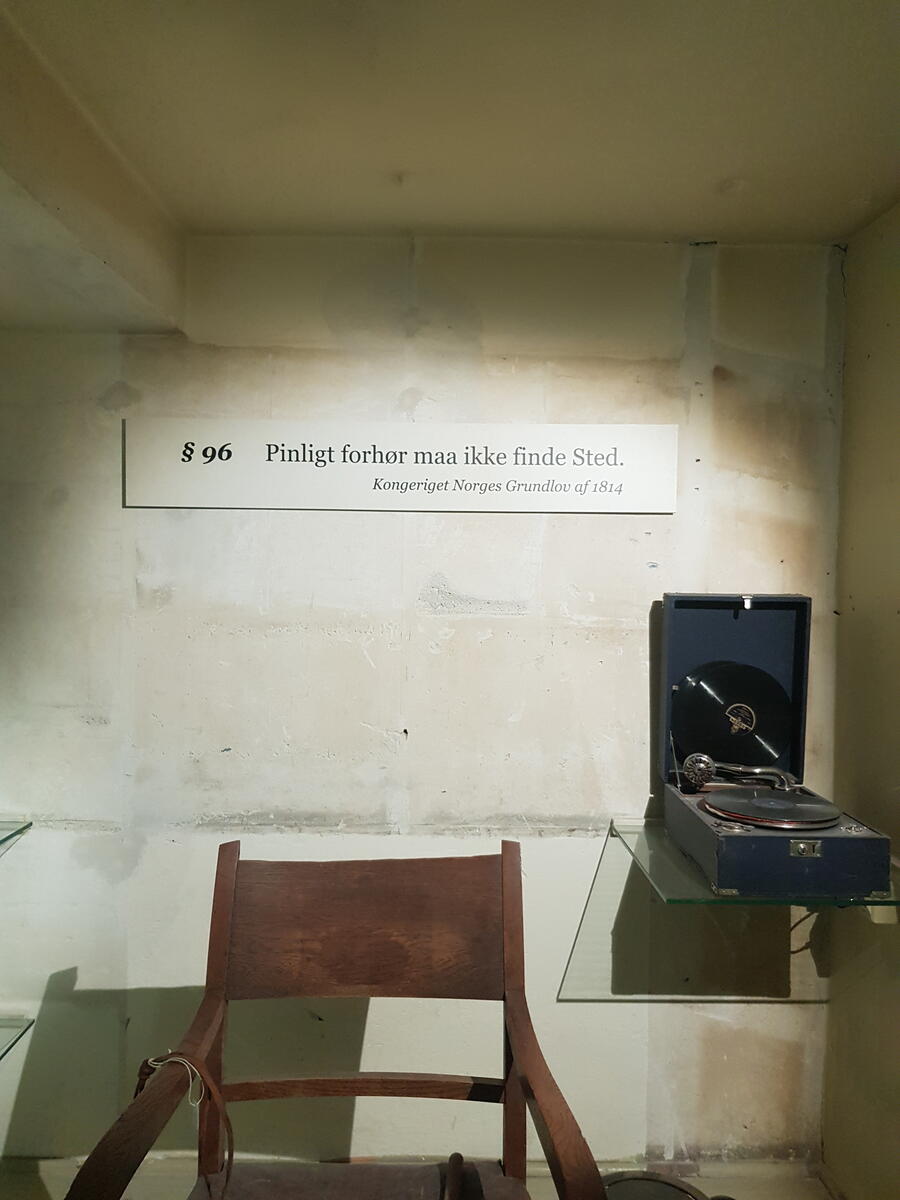 § 96 Pinligt forhør maa ikke finde Sted.
Kongeriget Norges Grundlov af 1814